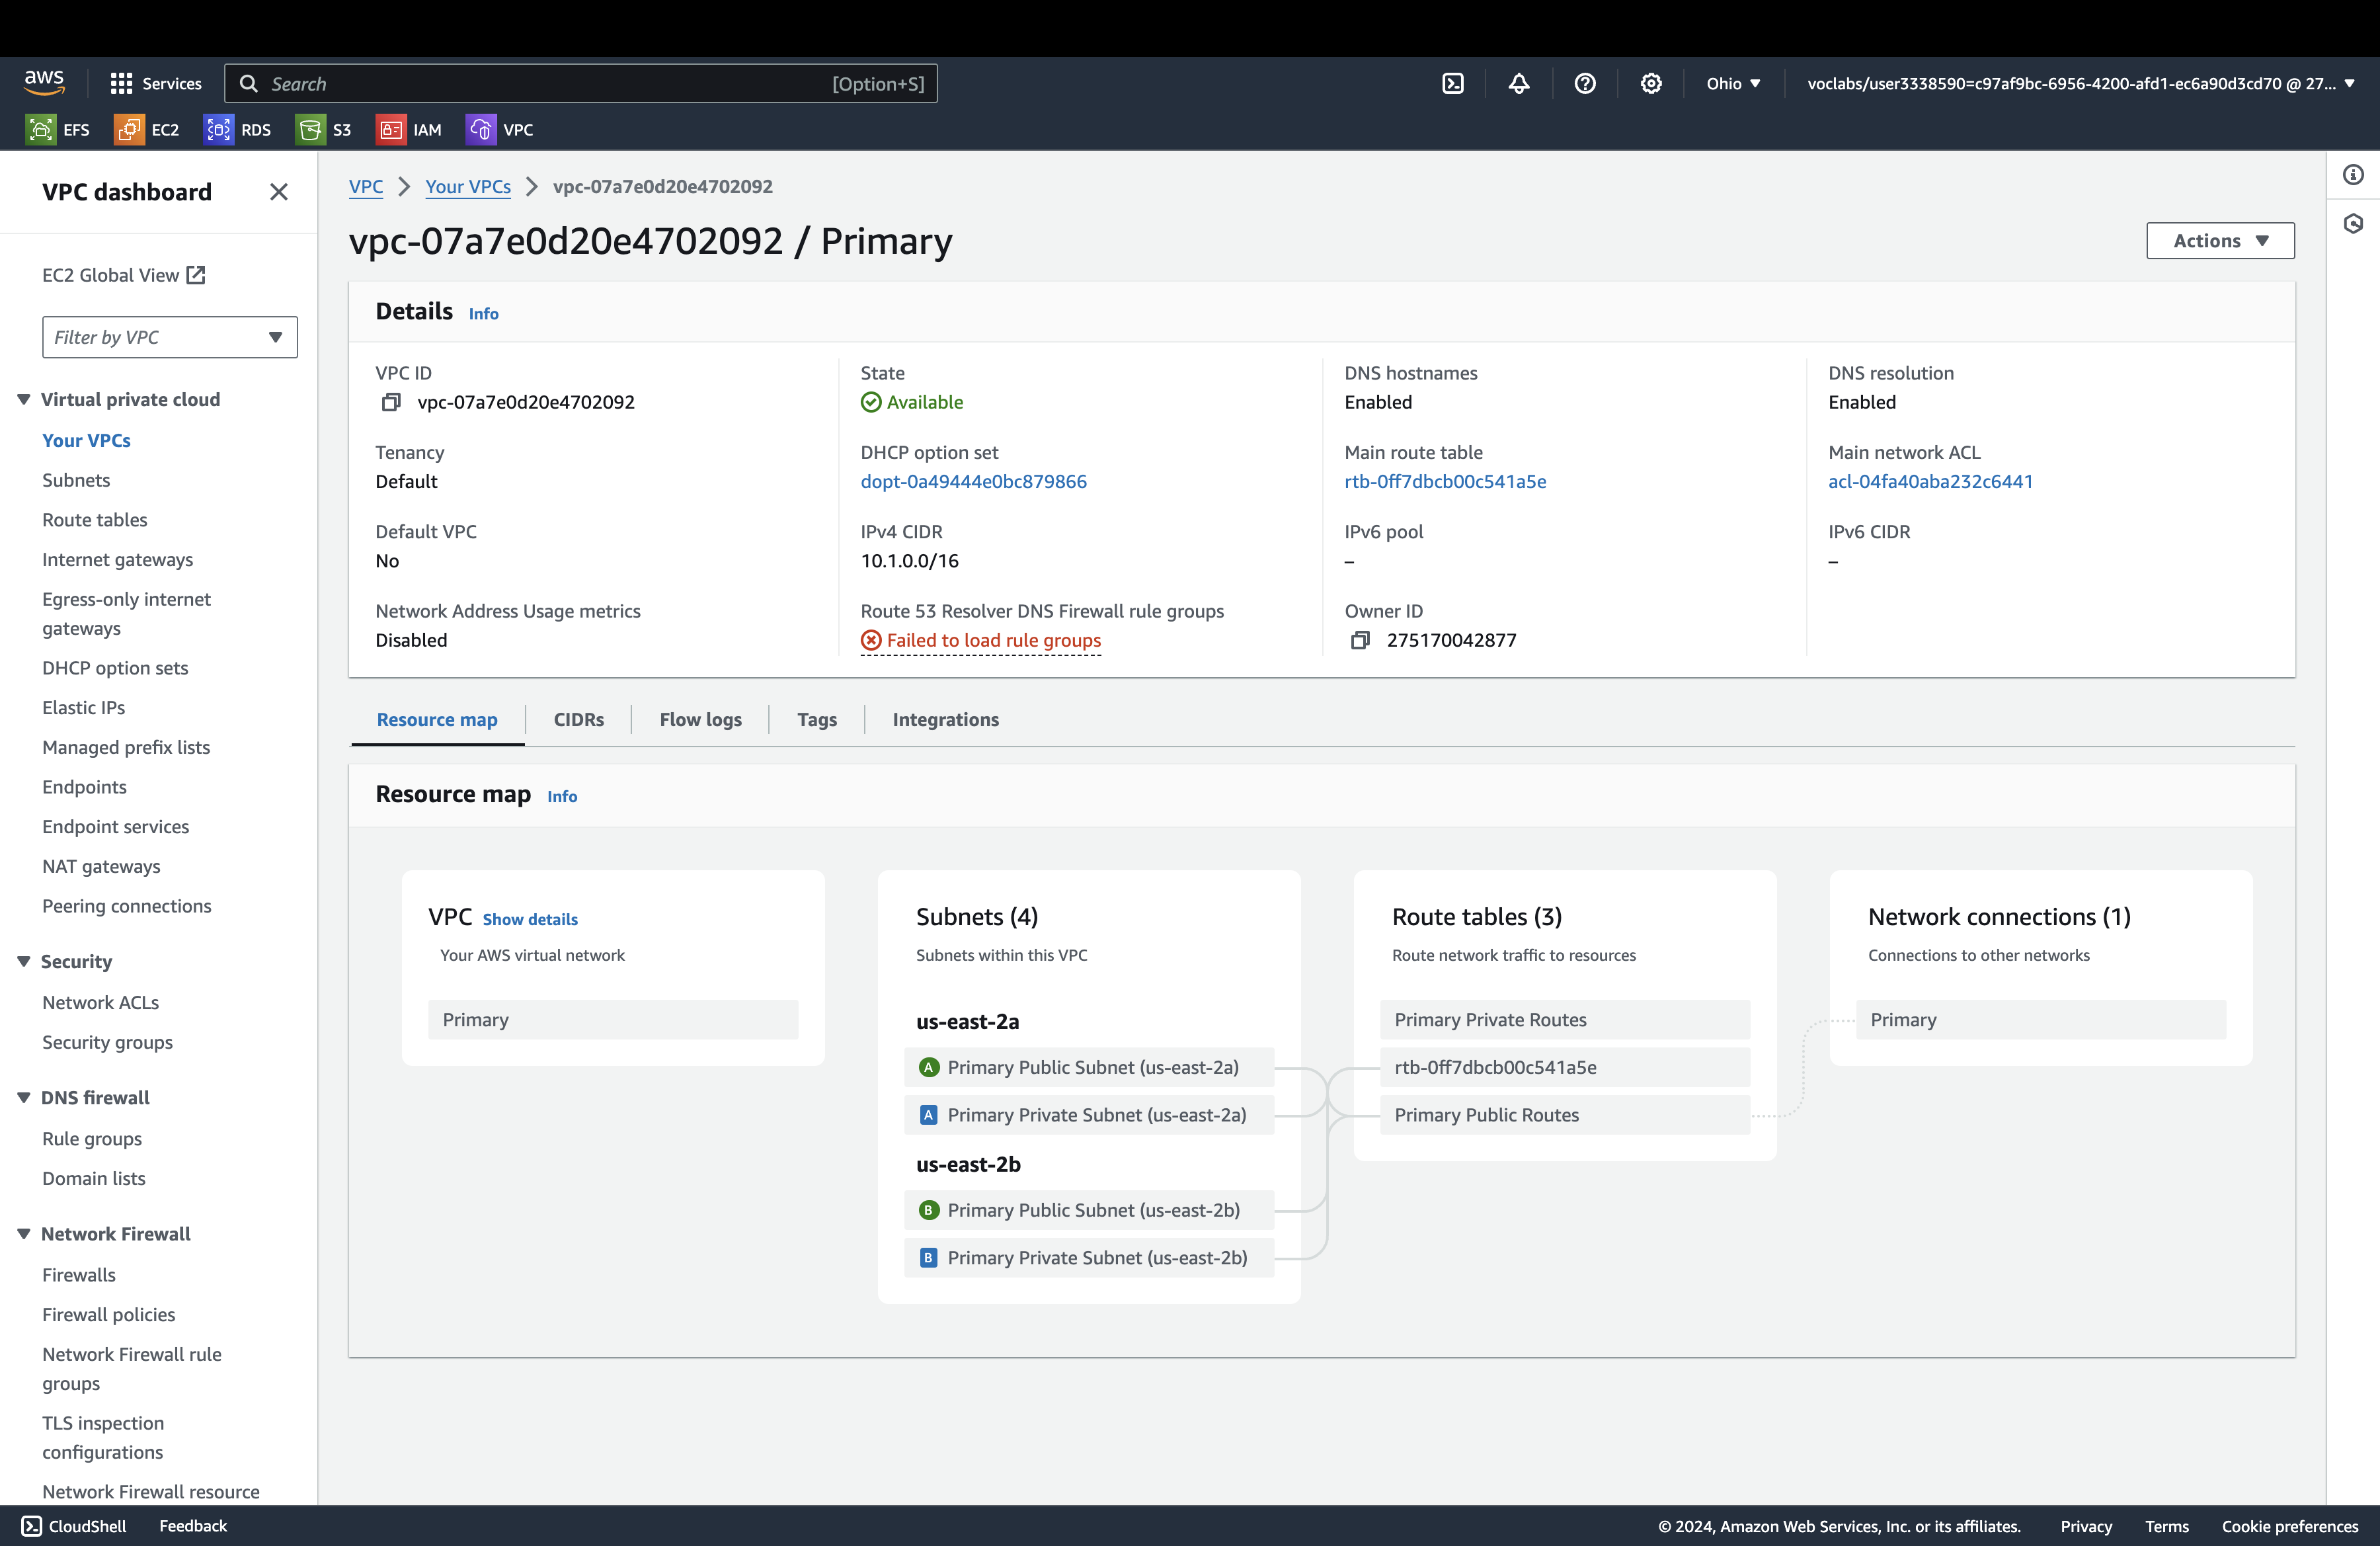 aws
Services
Search
[Option+S]
Ohio
voclabs/user3338590=c97af9bc-6956-4200-afd1-ec6a90d3cd70 @ 27...
EFS
EC2
RDS
S3
IAM
VPC
VPC dashboard
EC2 Global View
Filter by VPC
Virtual private cloud
Your VPCs
Subnets
Route tables
Internet gateways
Egress-only internet
gateways
DHCP option sets
Elastic IPs
Managed prefix lists
Endpoints
Endpoint services
NAT gateways
Peering connections
Security
Network ACLs
Security groups
DNS firewall
Rule groups
Domain lists
Network Firewall
Firewalls
Firewall policies
Network Firewall rule
groups
TLS inspection
configurations
Network Firewall resource
VPC
Your VPCs
vpc-07a7e0d20e4702092
vpc-07a7e0d20e4702092 / Primary
Actions
Details Info
VPC ID
vpc-07a7e0d20e4702092
State
Available
DNS hostnames
Enabled
DNS resolution
Enabled
Tenancy
Default
DHCP option set
dopt-0a49444e0bc879866
Main route table
rtb-0ff7dbcb00c541a5e
Main network ACL
acl-04fa40aba232c6441
Default VPC
No
IPv4 CIDR
10.1.0.0/16
IPv6 pool
–
IPv6 CIDR
–
Network Address Usage metrics
Disabled
Route 53 Resolver DNS Firewall rule groups
Failed to load rule groups
Owner ID
275170042877
Resource map
CIDRs
Flow logs
Tags
Integrations
Resource map Info
VPC Show details
Your AWS virtual network
Primary
Subnets (4)
Subnets within this VPC
us-east-2a
A Primary Public Subnet (us-east-2a)
A Primary Private Subnet (us-east-2a)
us-east-2b
B Primary Public Subnet (us-east-2b)
B Primary Private Subnet (us-east-2b)
Route tables (3)
Route network traffic to resources
Primary Private Routes
rtb-0ff7dbcb00c541a5e
Primary Public Routes
Network connections (1)
Connections to other networks
Primary
CloudShell
Feedback
© 2024, Amazon Web Services, Inc. or its affiliates.
Privacy
Terms
Cookie preferences